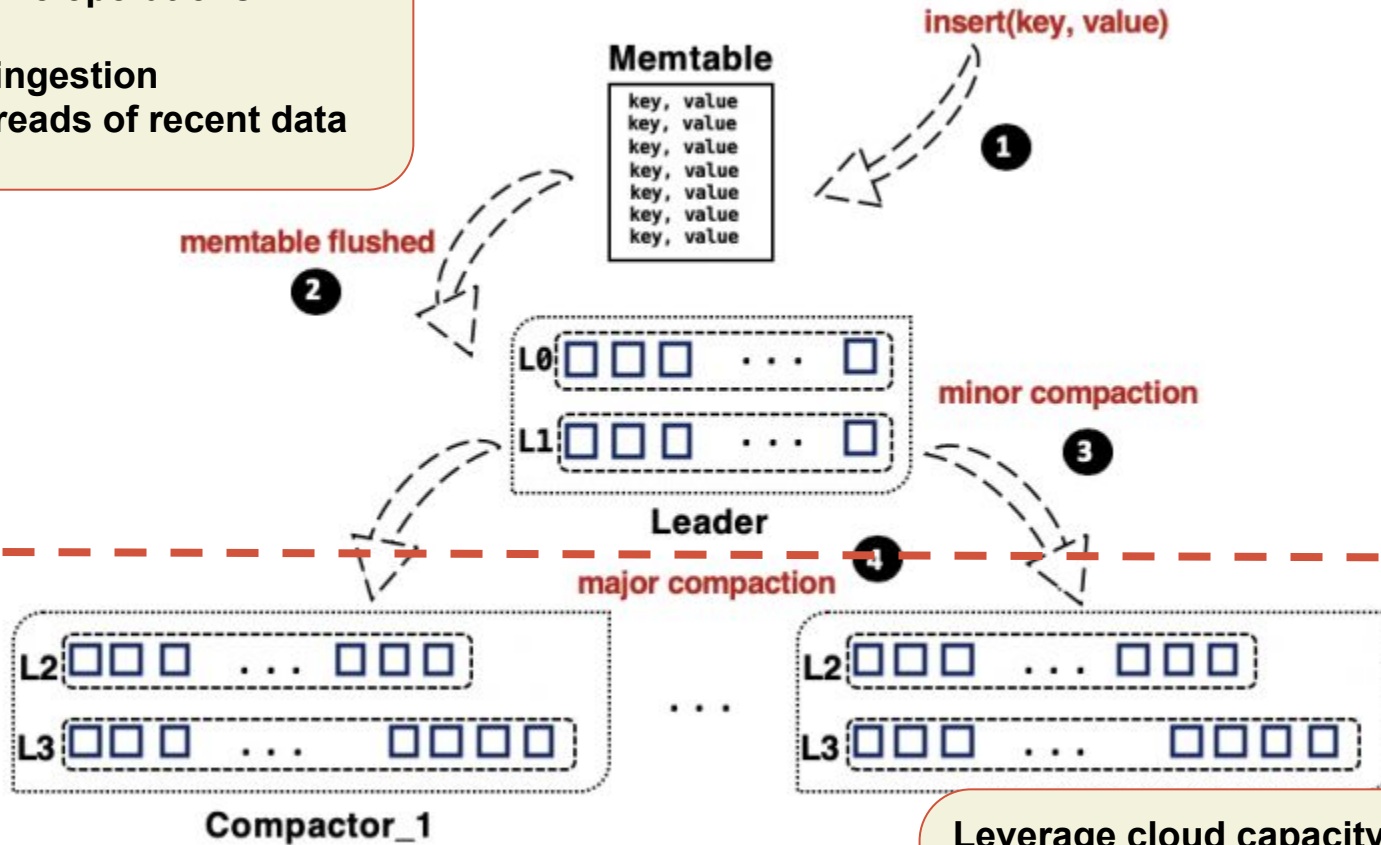 ingestion
reads of recent data
insert(key, value)
1
Memtable
key, value
key, value
key, value
key, value
key, value
key, value
key, value
memtable flushed
2
L0 . . .
minor compaction
3
L1 . . .
Leader
4
major compaction
L2 . . .
L3 . . .
Compactor_1
. . .
L2 . . .
L3 . . .
Leverage cloud capacity